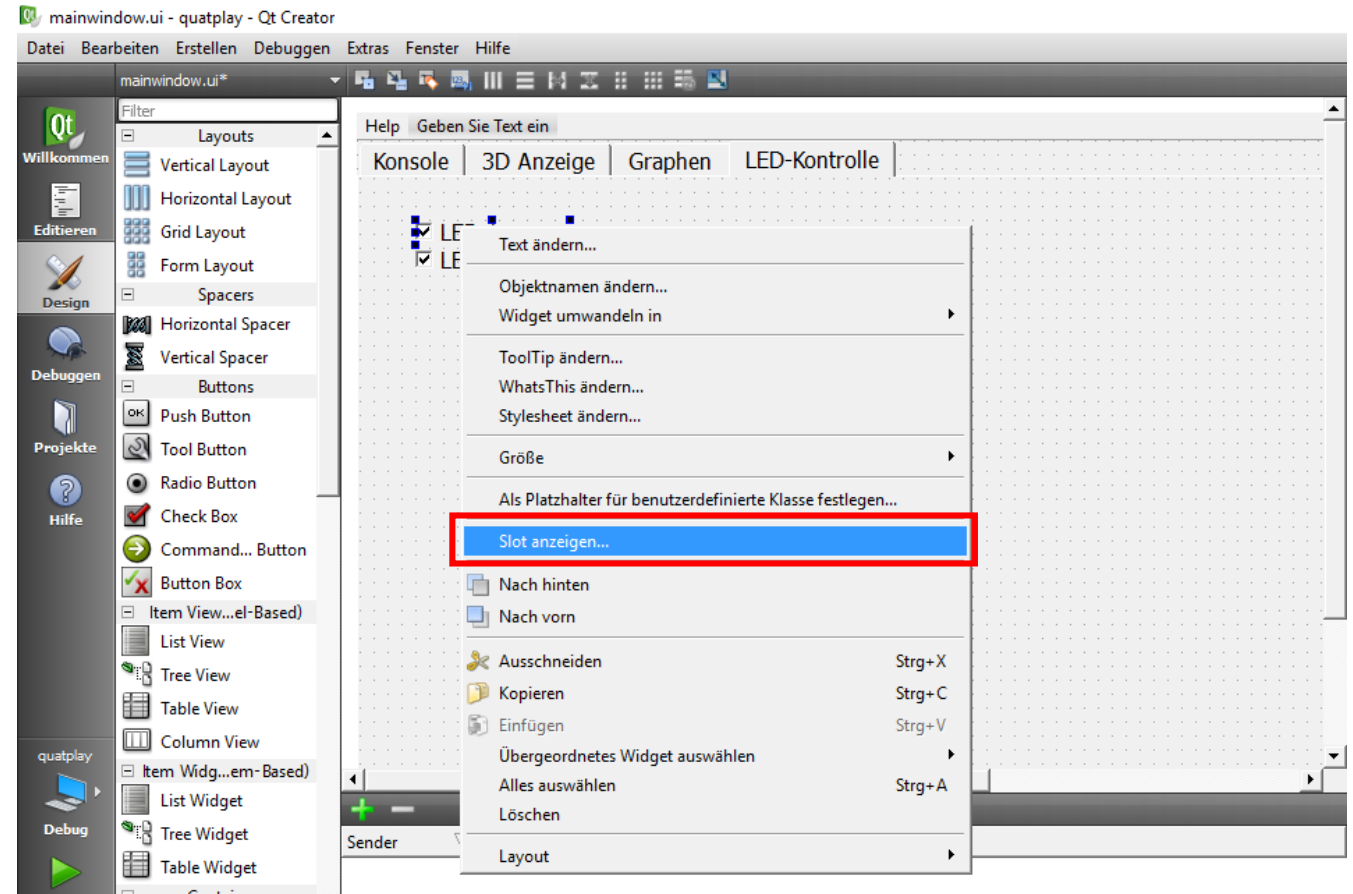 mainwindow.ui - quatplay - Qt Creator
Datei Bearbeiten Erstellen Debuggen Extras Fenster Hilfe
mainwindow.ui*
Qt
Willkommen
Editieren
Design
Debuggen
Projekte
Hilfe
quatplay
Debug
Filter
Layouts
Vertical Layout
Horizontal Layout
Grid Layout
Form Layout
Spacers
Horizontal Spacer
Vertical Spacer
Buttons
OK Push Button
Tool Button
Radio Button
Check Box
Command... Button
Button Box
Item View...el-Based)
List View
Tree View
Table View
Column View
Item Widg...em-Based)
List Widget
Tree Widget
Table Widget
Help Geben Sie Text ein
Konsole 3D Anzeige Graphen LED-Kontrolle
Text ändern...
Objektnamen ändern...
Widget umwandeln in
ToolTip ändern...
WhatsThis ändern...
Stylesheet ändern...
Größe
Als Platzhalter für benutzerdefinierte Klasse festlegen...
Slot anzeigen...
Nach hinten
Nach vorn
Ausschneiden Strg+X
Kopieren Strg+C
Einfügen Strg+V
Übergeordnetes Widget auswählen
Alles auswählen Strg+A
Löschen
Layout
Sender